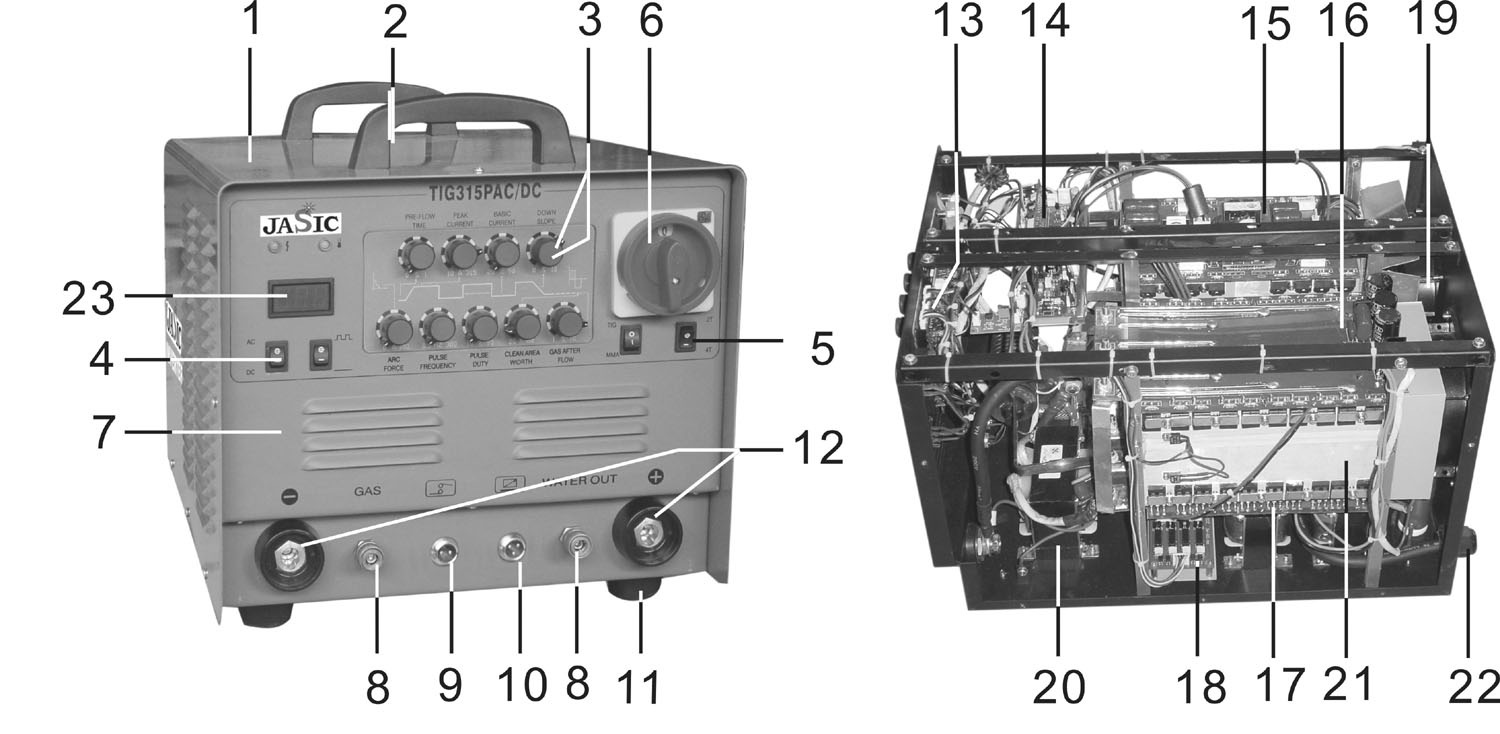 1 2 3 6 13 14 15 16 19
TIG315PAC/DC
JASIC
PRE-FLOW TIME
PEAK CURRENT
BASIC CURRENT
DOWN SLOPE
0
23
AC
DC
4
TIG
MMA
2T
4T
5
ARC FORCE
PULSE FREQUENCY
PULSE DUTY
CLEAN AREA WIDTH
GAS AFTER FLOW
JASIC
7
12
GAS
WATER OUT
8 9 10 8 11
20 18 17 21 22